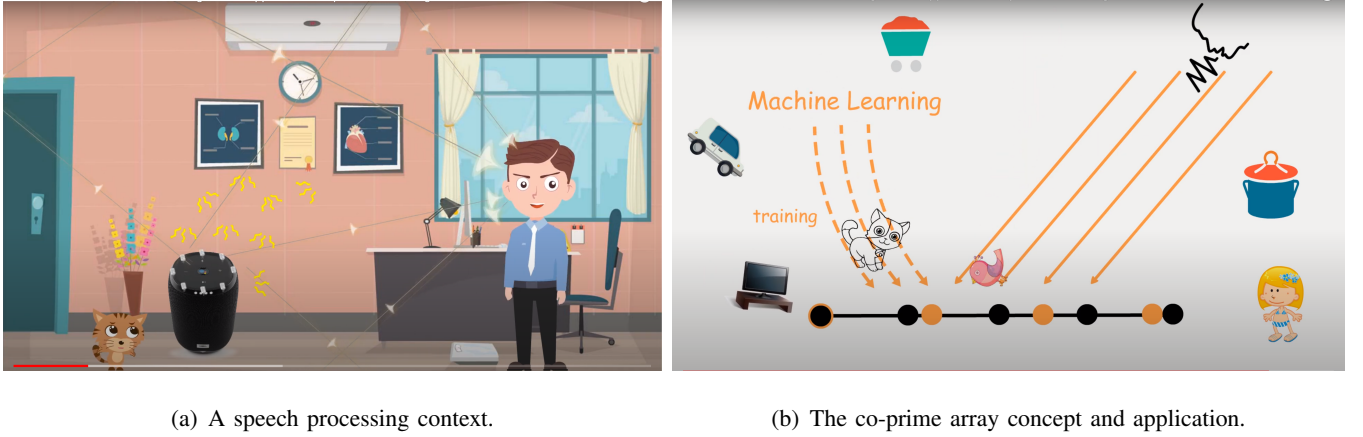 Machine Learning
training
(a) A speech processing context.
(b) The co-prime array concept and application.